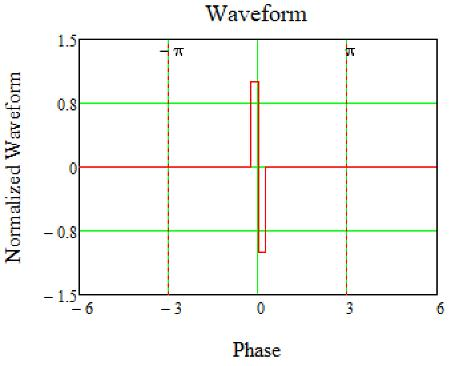 Waveform
1.5
− π
π
0.8
Normalized Waveform
0
− 0.8
− 1.5
− 6
− 3
0
3
6
Phase